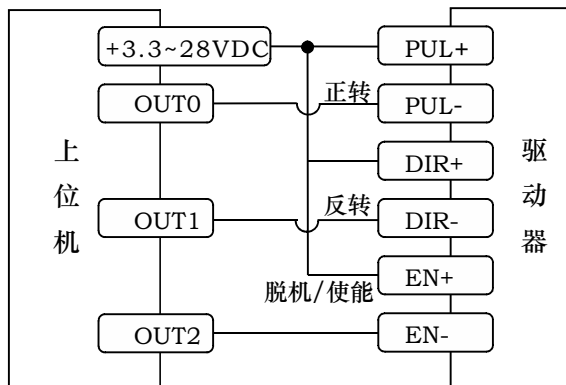 +3.3~28VDC
PUL+
OUT0
正转
PUL-
上位机
DIR+
驱动器
OUT1
反转
DIR-
脱机/使能
EN+
OUT2
EN-